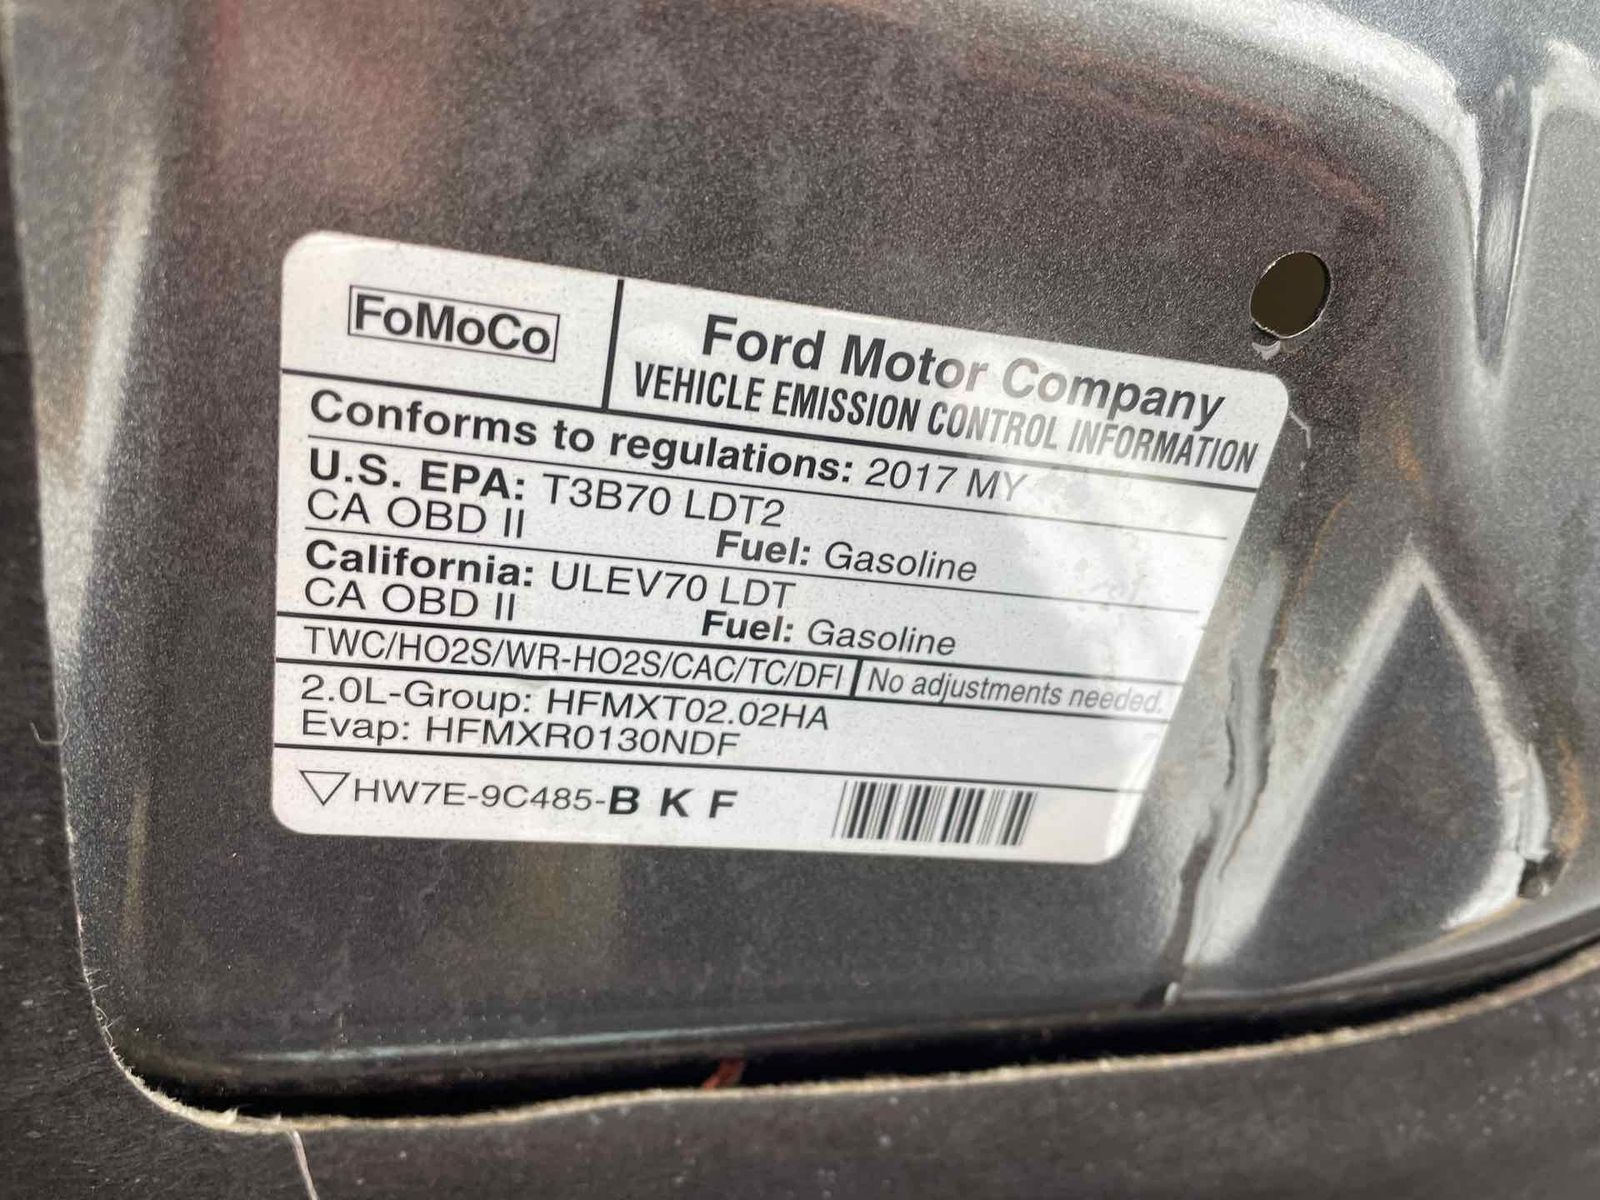 FoMoCo
Ford Motor Company
VEHICLE EMISSION CONTROL INFORMATION
Conforms to regulations: 2017 MY
U.S. EPA: T3B70 LDT2
CA OBD II Fuel: Gasoline
California: ULEV70 LDT
CA OBD II Fuel: Gasoline
TWC/HO2S/WR-HO2S/CAC/TC/DFI No adjustments needed.
2.0L-Group: HFMXT02.02HA
Evap: HFMXR0130NDF
HW7E-9C485-B K F